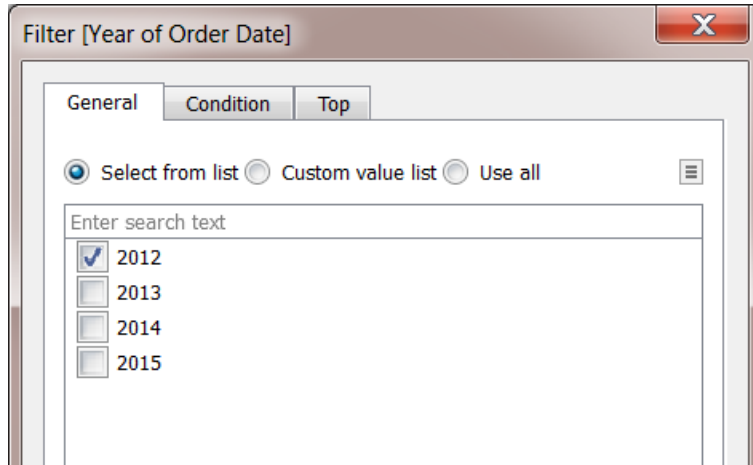 Filter [Year of Order Date]
General Condition Top
Select from list Custom value list Use all
Enter search text
2012
2013
2014
2015